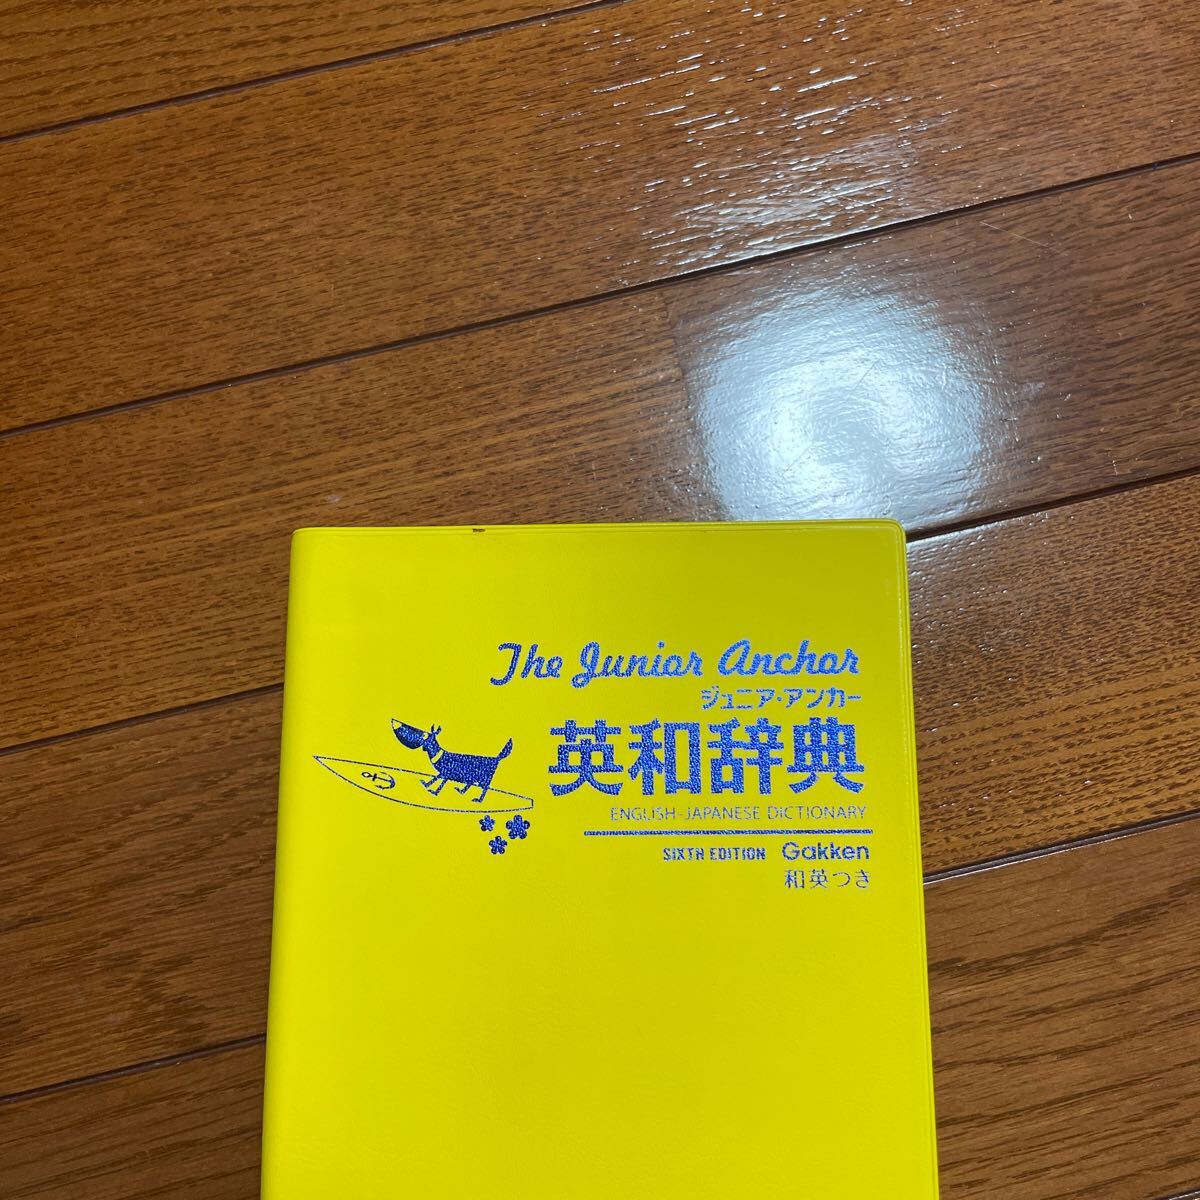 The Junior Anchor
ジュニア・アンカー
英和辞典
ENGLISH-JAPANESE DICTIONARY
SIXTH EDITION Gakken
和英つき